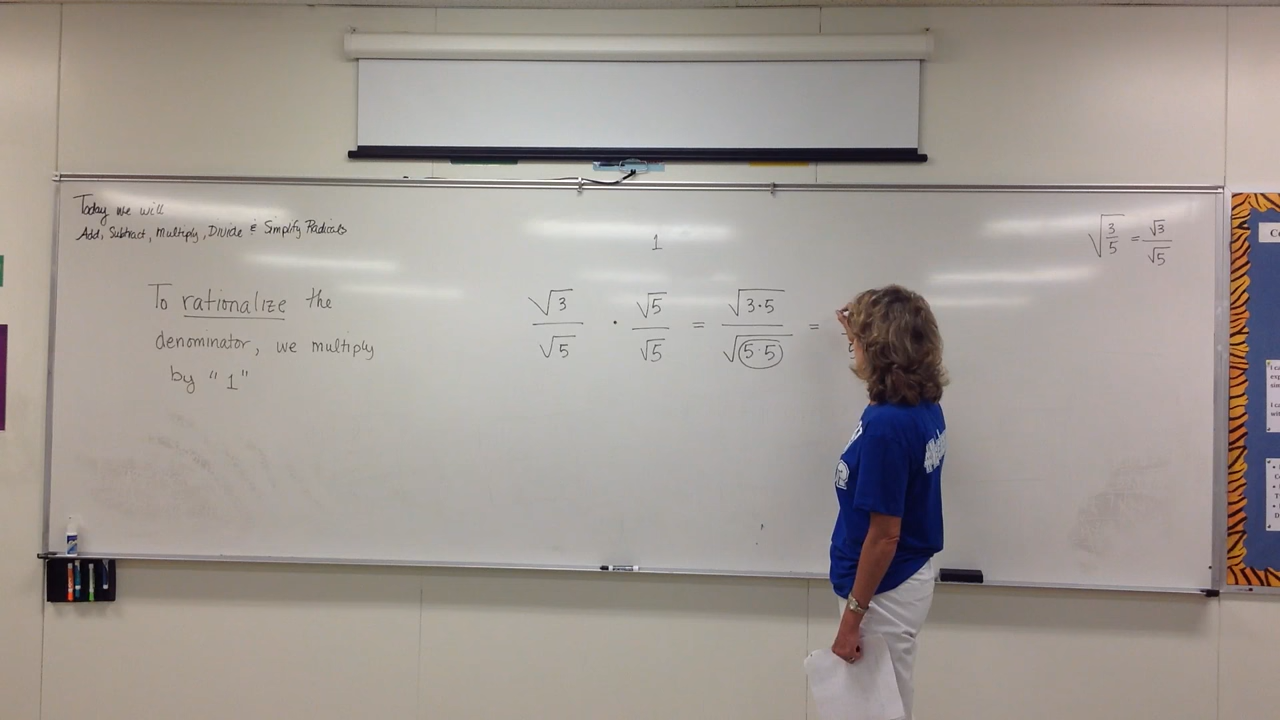 Today we will
Add, Subtract, Multiply, Divide & Simplify Radicals
To rationalize the
denominator, we multiply
by "1"
1
√3/√5 · √5/√5 = √(3·5)/√(5·5) =
√(3/5) = √3/√5